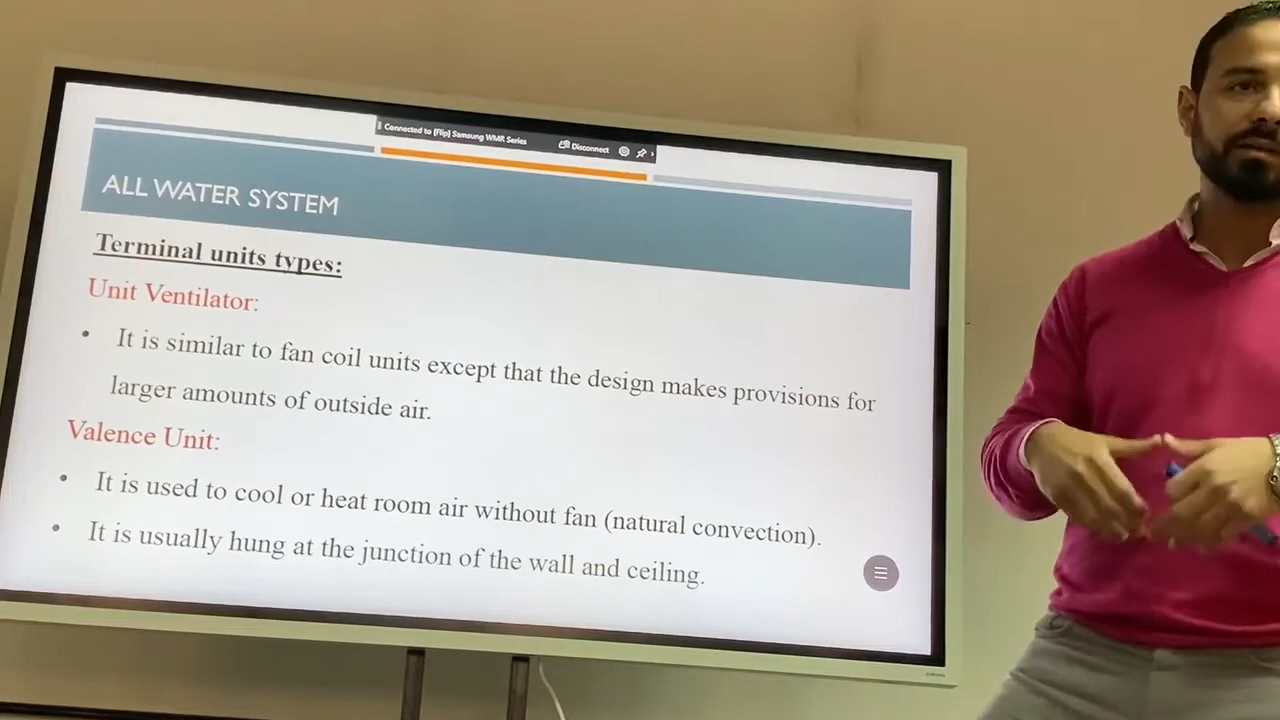 Connected to [Flip] Samsung WMR Series Disconnect
ALL WATER SYSTEM
Terminal units types:
Unit Ventilator:
• It is similar to fan coil units except that the design makes provisions for
larger amounts of outside air.
Valence Unit:
• It is used to cool or heat room air without fan (natural convection).
• It is usually hung at the junction of the wall and ceiling.